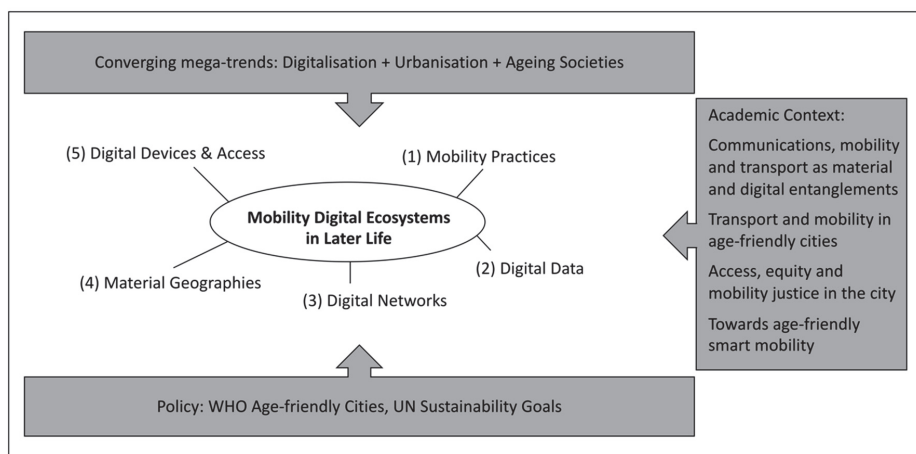 Converging mega-trends: Digitalisation + Urbanisation + Ageing Societies
(5) Digital Devices & Access
(1) Mobility Practices
Mobility Digital Ecosystems
in Later Life
(4) Material Geographies
(3) Digital Networks
(2) Digital Data
Academic Context:
Communications, mobility
and transport as material
and digital entanglements
Transport and mobility in
age-friendly cities
Access, equity and
mobility justice in the city
Towards age-friendly
smart mobility
Policy: WHO Age-friendly Cities, UN Sustainability Goals